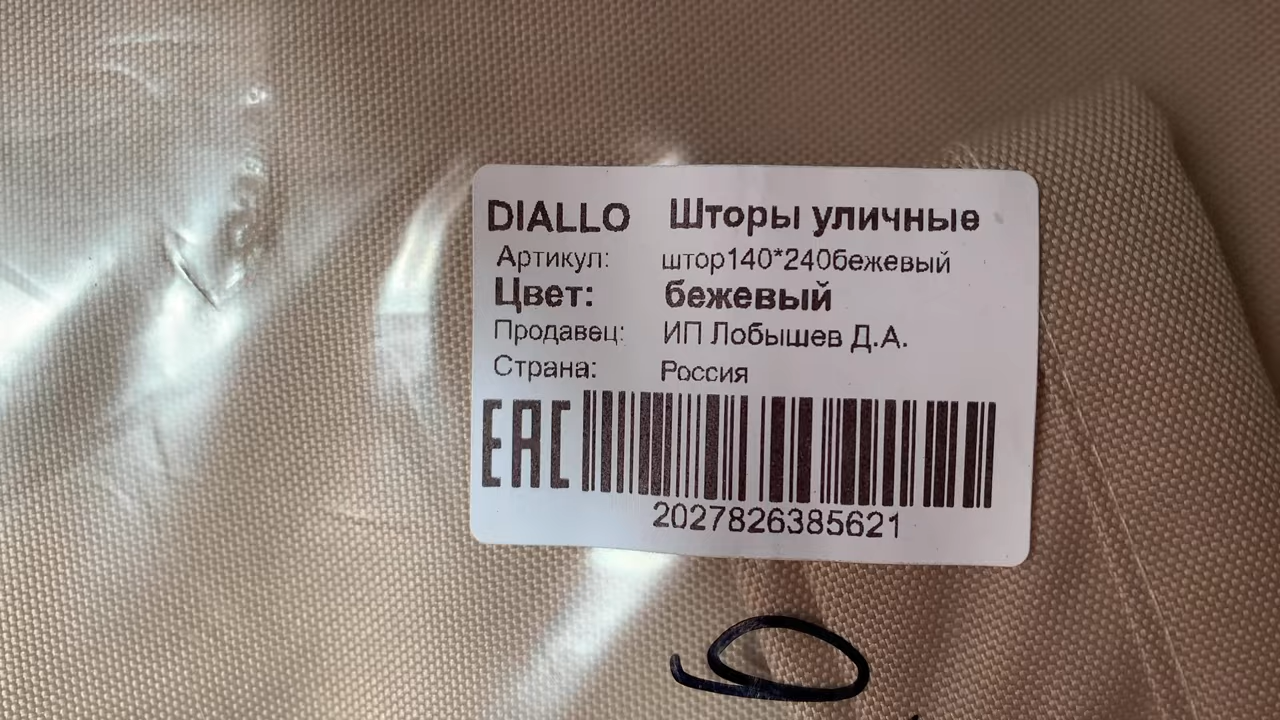 DIALLO Шторы уличные
Артикул: штор140*240бежевый
Цвет: бежевый
Продавец: ИП Лобышев Д.А.
Страна: Россия
EAC
2027826385621